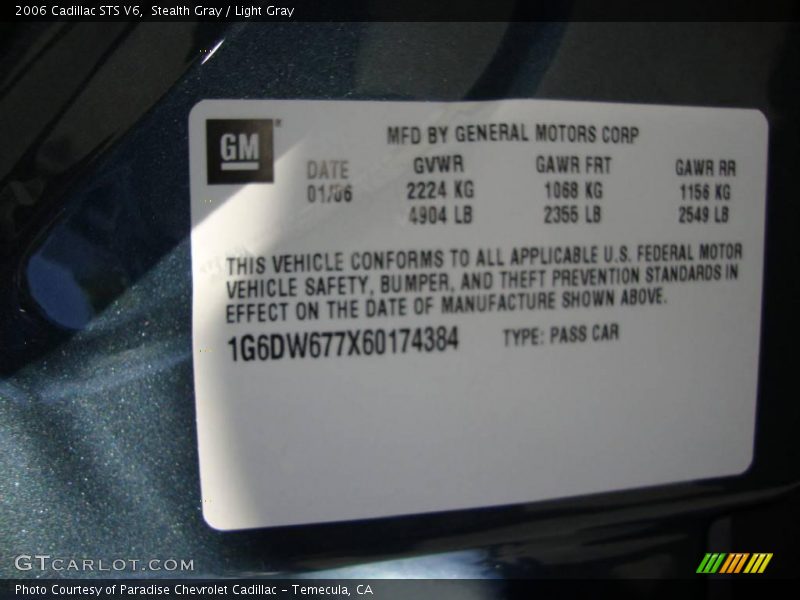 2006 Cadillac STS V6,  Stealth Gray / Light Gray
GM
MFD BY GENERAL MOTORS CORP
DATE GVWR GAWR FRT GAWR RR
01/06 2224 KG 1068 KG 1156 KG
4904 LB 2355 LB 2549 LB
THIS VEHICLE CONFORMS TO ALL APPLICABLE U.S. FEDERAL MOTOR
VEHICLE SAFETY, BUMPER, AND THEFT PREVENTION STANDARDS IN
EFFECT ON THE DATE OF MANUFACTURE SHOWN ABOVE.
1G6DW677X60174384 TYPE: PASS CAR
GTCARLOT.COM
Photo Courtesy of Paradise Chevrolet Cadillac - Temecula, CA